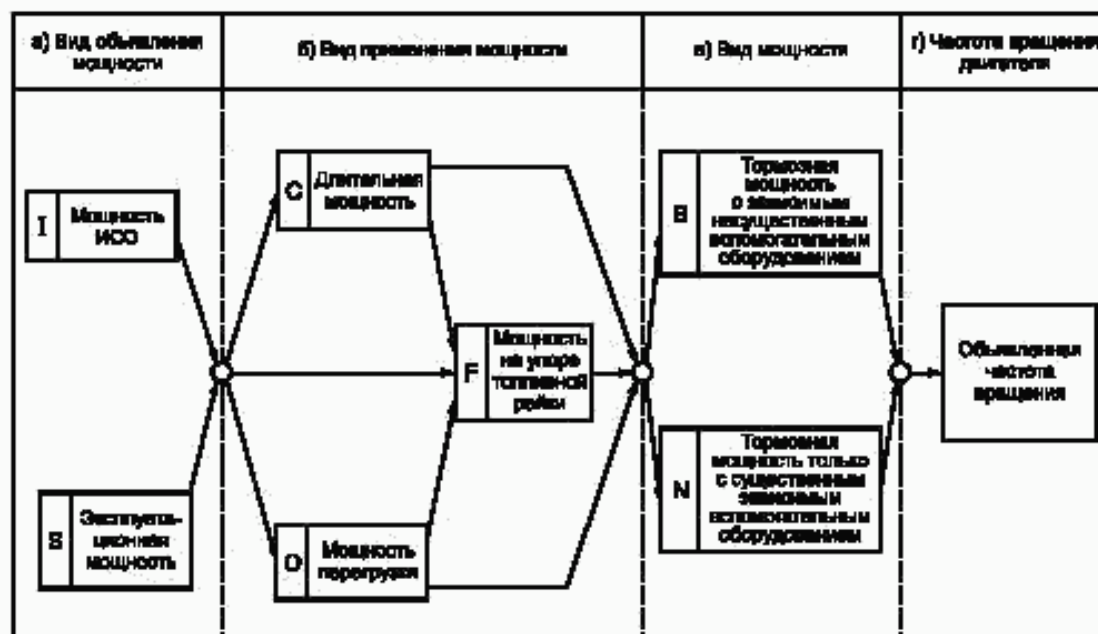 а) Вид объявления
мощности
б) Вид применения мощности
в) Вид мощности
г) Частота вращения
двигателя
I
Мощность
ИСО
S
Эксплуата-
ционная
мощность
C
Длительная
мощность
F
Мощность
на упоре
топливной
рейки
O
Мощность
перегрузки
B
Тормозная
мощность
с зависимым
несущественным
вспомогательным
оборудованием
N
Тормозная
мощность только
с существенным
зависимым
вспомогательным
оборудованием
Объявленная
частота
вращения